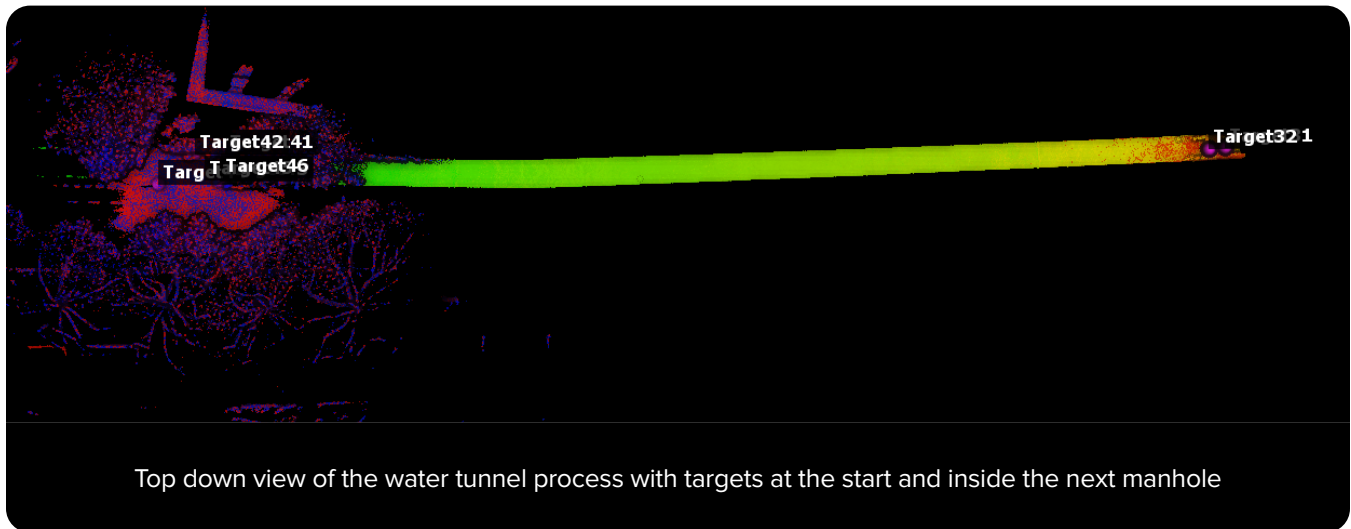 Target42
41
Target32
1
Targ
T
Target46
Top down view of the water tunnel process with targets at the start and inside the next manhole